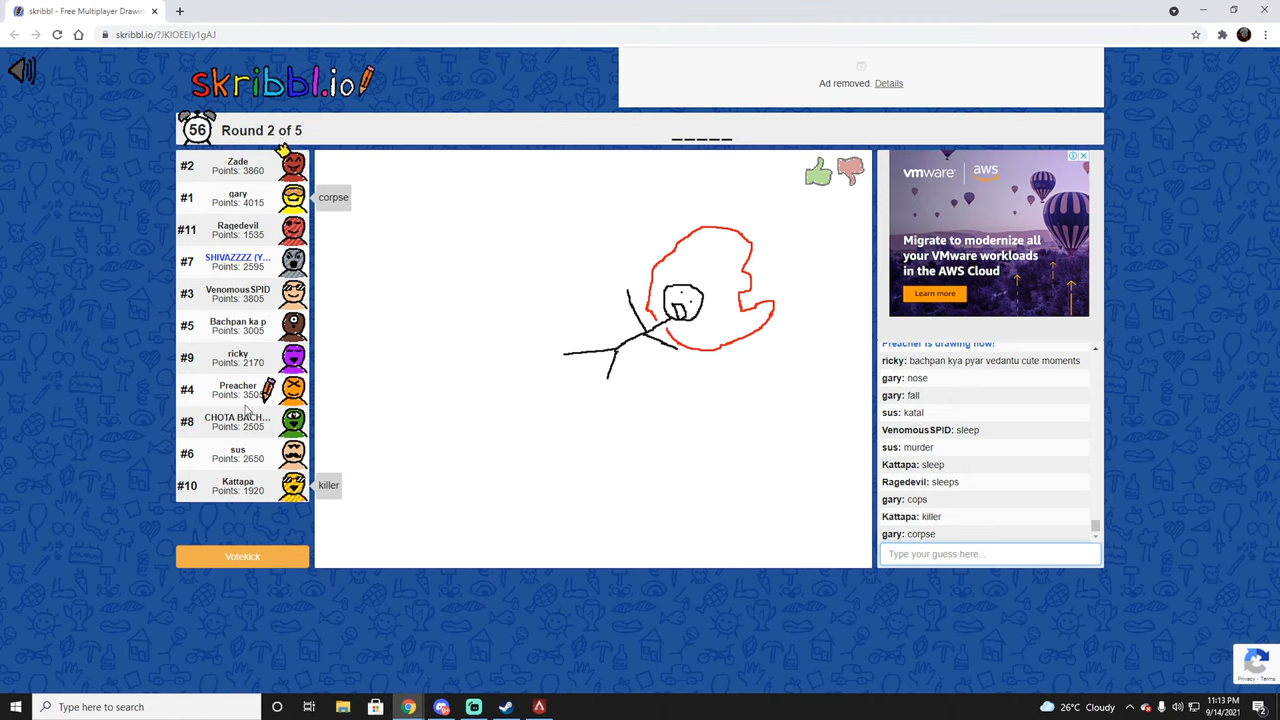 skribbl - Free Multiplayer Drawin
skribbl.io/?JKIOEEIy1gAJ
skribbl.io
Ad removed. Details
56
Round 2 of 5
_ _ _ _ _
#2
Zade
Points: 3860
#1
gary
Points: 4015
corpse
#11
Ragedevil
Points: 1535
#7
SHIVAZZZZ (Y...
Points: 2595
#3
VenomousSPID
Points: 3805
#5
Bachpan ka p
Points: 3005
#9
ricky
Points: 2170
#4
Preacher
Points: 3505
#8
CHOTA BACH...
Points: 2505
#6
sus
Points: 2650
#10
Kattapa
Points: 1920
killer
Votekick
vmware
aws
Migrate to modernize all
your VMware workloads
in the AWS Cloud
Learn more
Preacher is drawing now!
ricky: bachpan kya pyar vedantu cute moments
gary: nose
gary: fall
sus: katal
VenomousSPID: sleep
sus: murder
Kattapa: sleep
Ragedevil: sleeps
gary: cops
Kattapa: killer
gary: corpse
Type your guess here...
Privacy - Terms
Type here to search
26°C Cloudy
11:13 PM
9/14/2021
2